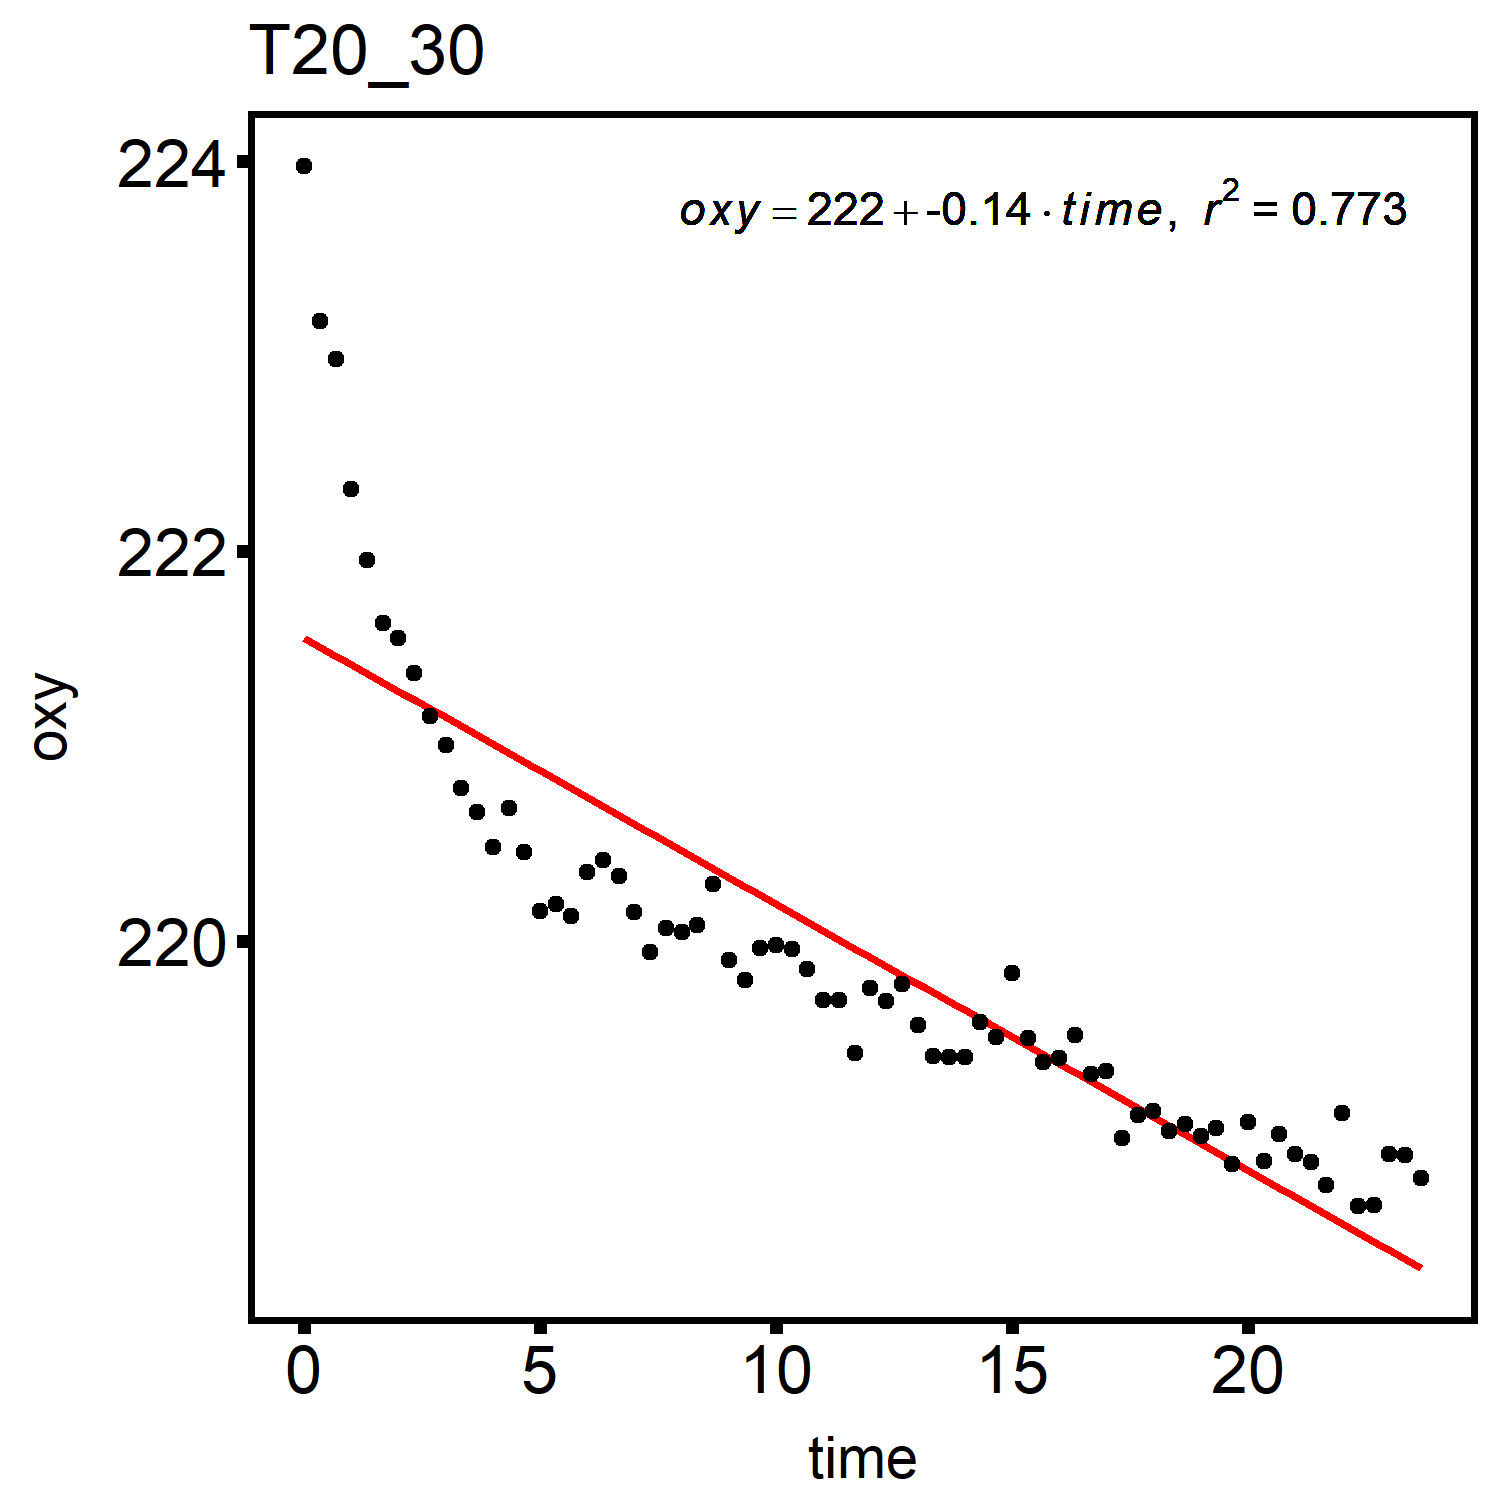 T20_30
224
oxy = 222 + -0.14 · time, r² = 0.773
222
oxy
220
0 5 10 15 20
time